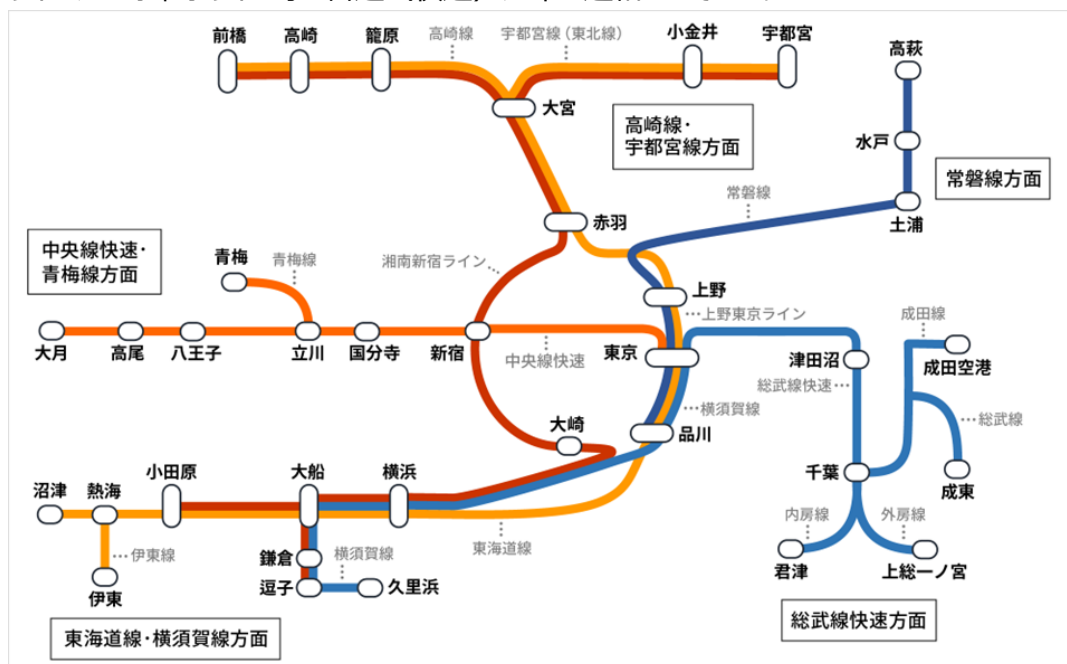 前橋
高崎
籠原
高崎線
宇都宮線(東北線)
小金井
宇都宮
高萩
大宮
高崎線・
宇都宮線方面
水戸
常磐線方面
常磐線
土浦
赤羽
中央線快速・
青梅線方面
青梅
青梅線
湘南新宿ライン
上野
上野東京ライン
成田線
大月
高尾
八王子
立川
国分寺
新宿
中央線快速
東京
津田沼
成田空港
総武線快速
横須賀線
総武線
大崎
品川
千葉
成東
沼津
熱海
小田原
大船
横浜
東海道線
伊東線
伊東
鎌倉
横須賀線
逗子
久里浜
内房線
外房線
君津
上総一ノ宮
東海道線・横須賀線方面
総武線快速方面